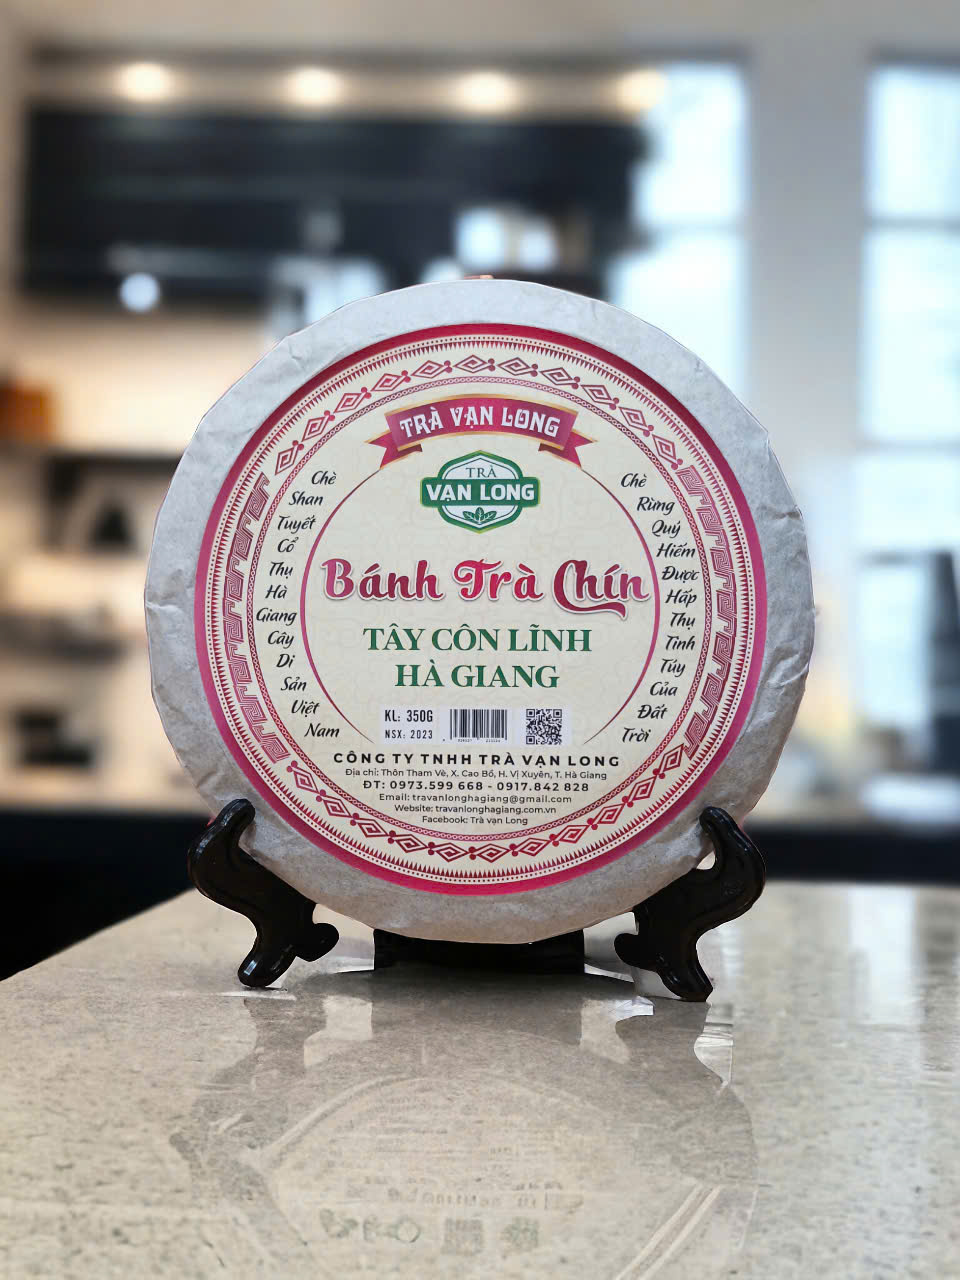 TRÀ VẠN LONG
TRÀ
VẠN LONG
Bánh Trà Chín
TÂY CÔN LĨNH
HÀ GIANG
Chè
Shan
Tuyết
Cổ
Thụ
Hà
Giang
Cây
Di
Sản
Việt
Nam
Chè
Rừng
Quý
Hiếm
Được
Hấp
Thụ
Tinh
Túy
Của
Đất
Trời
KL: 350G
NSX: 2023
CÔNG TY TNHH TRÀ VẠN LONG
Địa chỉ: Thôn Tham Vè, X. Cao Bồ, H. Vị Xuyên, T. Hà Giang
ĐT: 0973.599 668 - 0917.842 828
Email: travanlonghagiang@gmail.com
Website: travanlonghagiang.com.vn
Facebook: Trà vạn Long